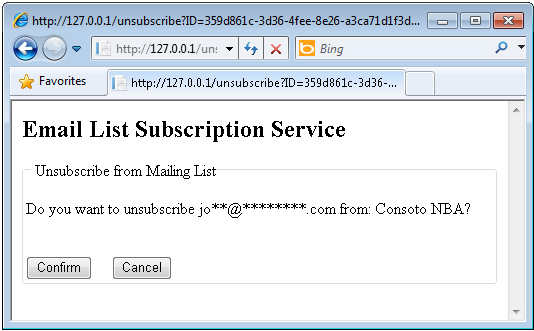 http://127.0.0.1/unsubscribe?ID=359d861c-3d36-4fee-8e26-a3ca71d1f3d...
http://127.0.0.1/uns
Bing
Favorites
http://127.0.0.1/unsubscribe?ID=359d861c-3d36-...
Email List Subscription Service
Unsubscribe from Mailing List
Do you want to unsubscribe jo**@********.com from: Consoto NBA?
Confirm
Cancel